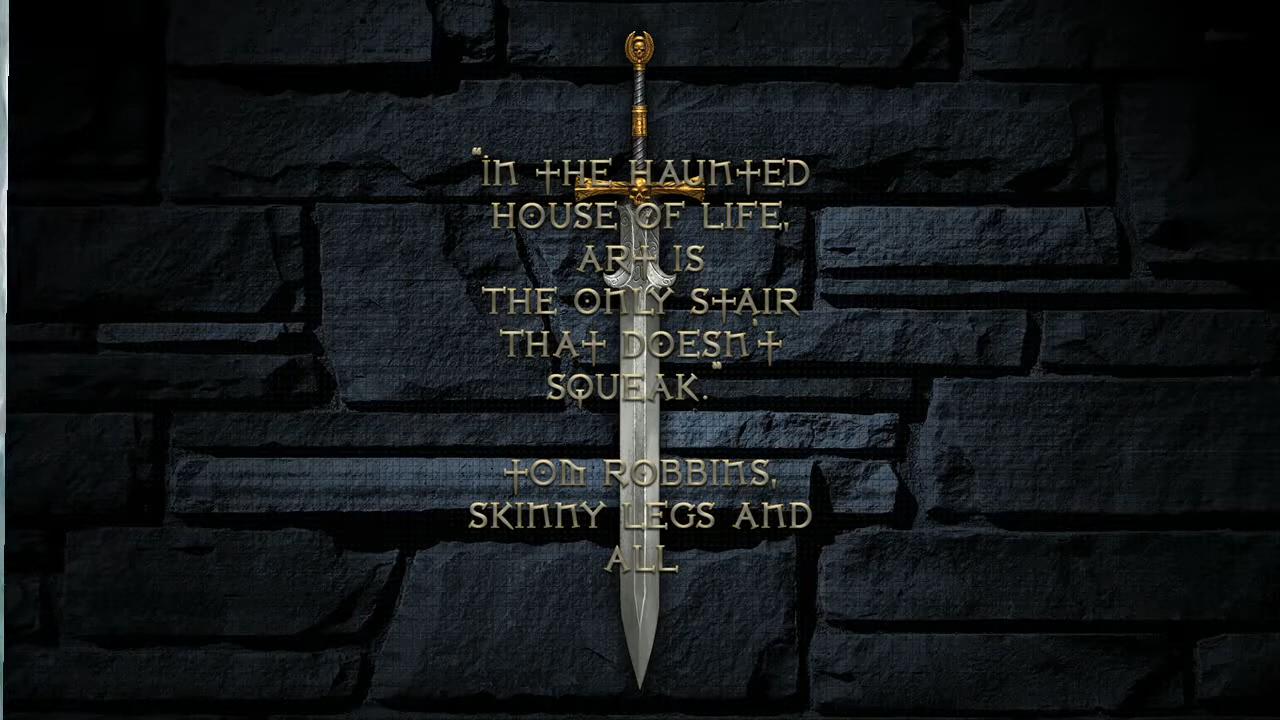 "IN THE HAUNTED
HOUSE OF LIFE,
ART IS
THE ONLY STAIR
THAT DOESN'T
SQUEAK."
TOM ROBBINS,
SKINNY LEGS AND
ALL